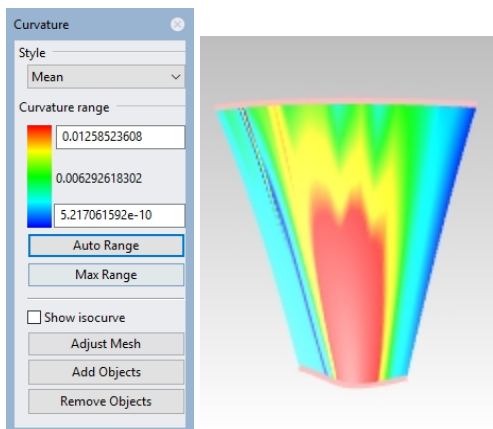 Curvature
Style
Mean
Curvature range
0.01258523608
0.006292618302
5.217061592e-10
Auto Range
Max Range
Show isocurve
Adjust Mesh
Add Objects
Remove Objects